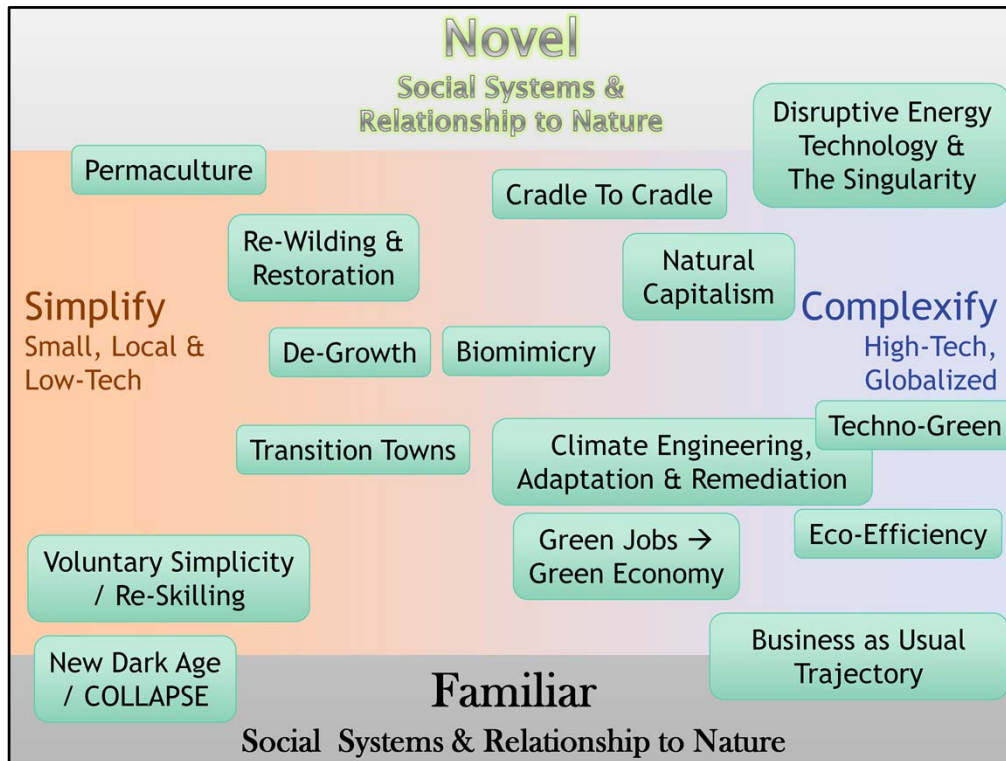 Novel
Social Systems &
Relationship to Nature
Disruptive Energy
Technology &
The Singularity
Permaculture
Cradle To Cradle
Re-Wilding &
Restoration
Natural
Capitalism
Simplify
Small, Local &
Low-Tech
Complexify
High-Tech,
Globalized
De-Growth
Biomimicry
Techno-Green
Transition Towns
Climate Engineering,
Adaptation & Remediation
Green Jobs →
Green Economy
Eco-Efficiency
Voluntary Simplicity
/ Re-Skilling
Business as Usual
Trajectory
New Dark Age
/ COLLAPSE
Familiar
Social Systems & Relationship to Nature